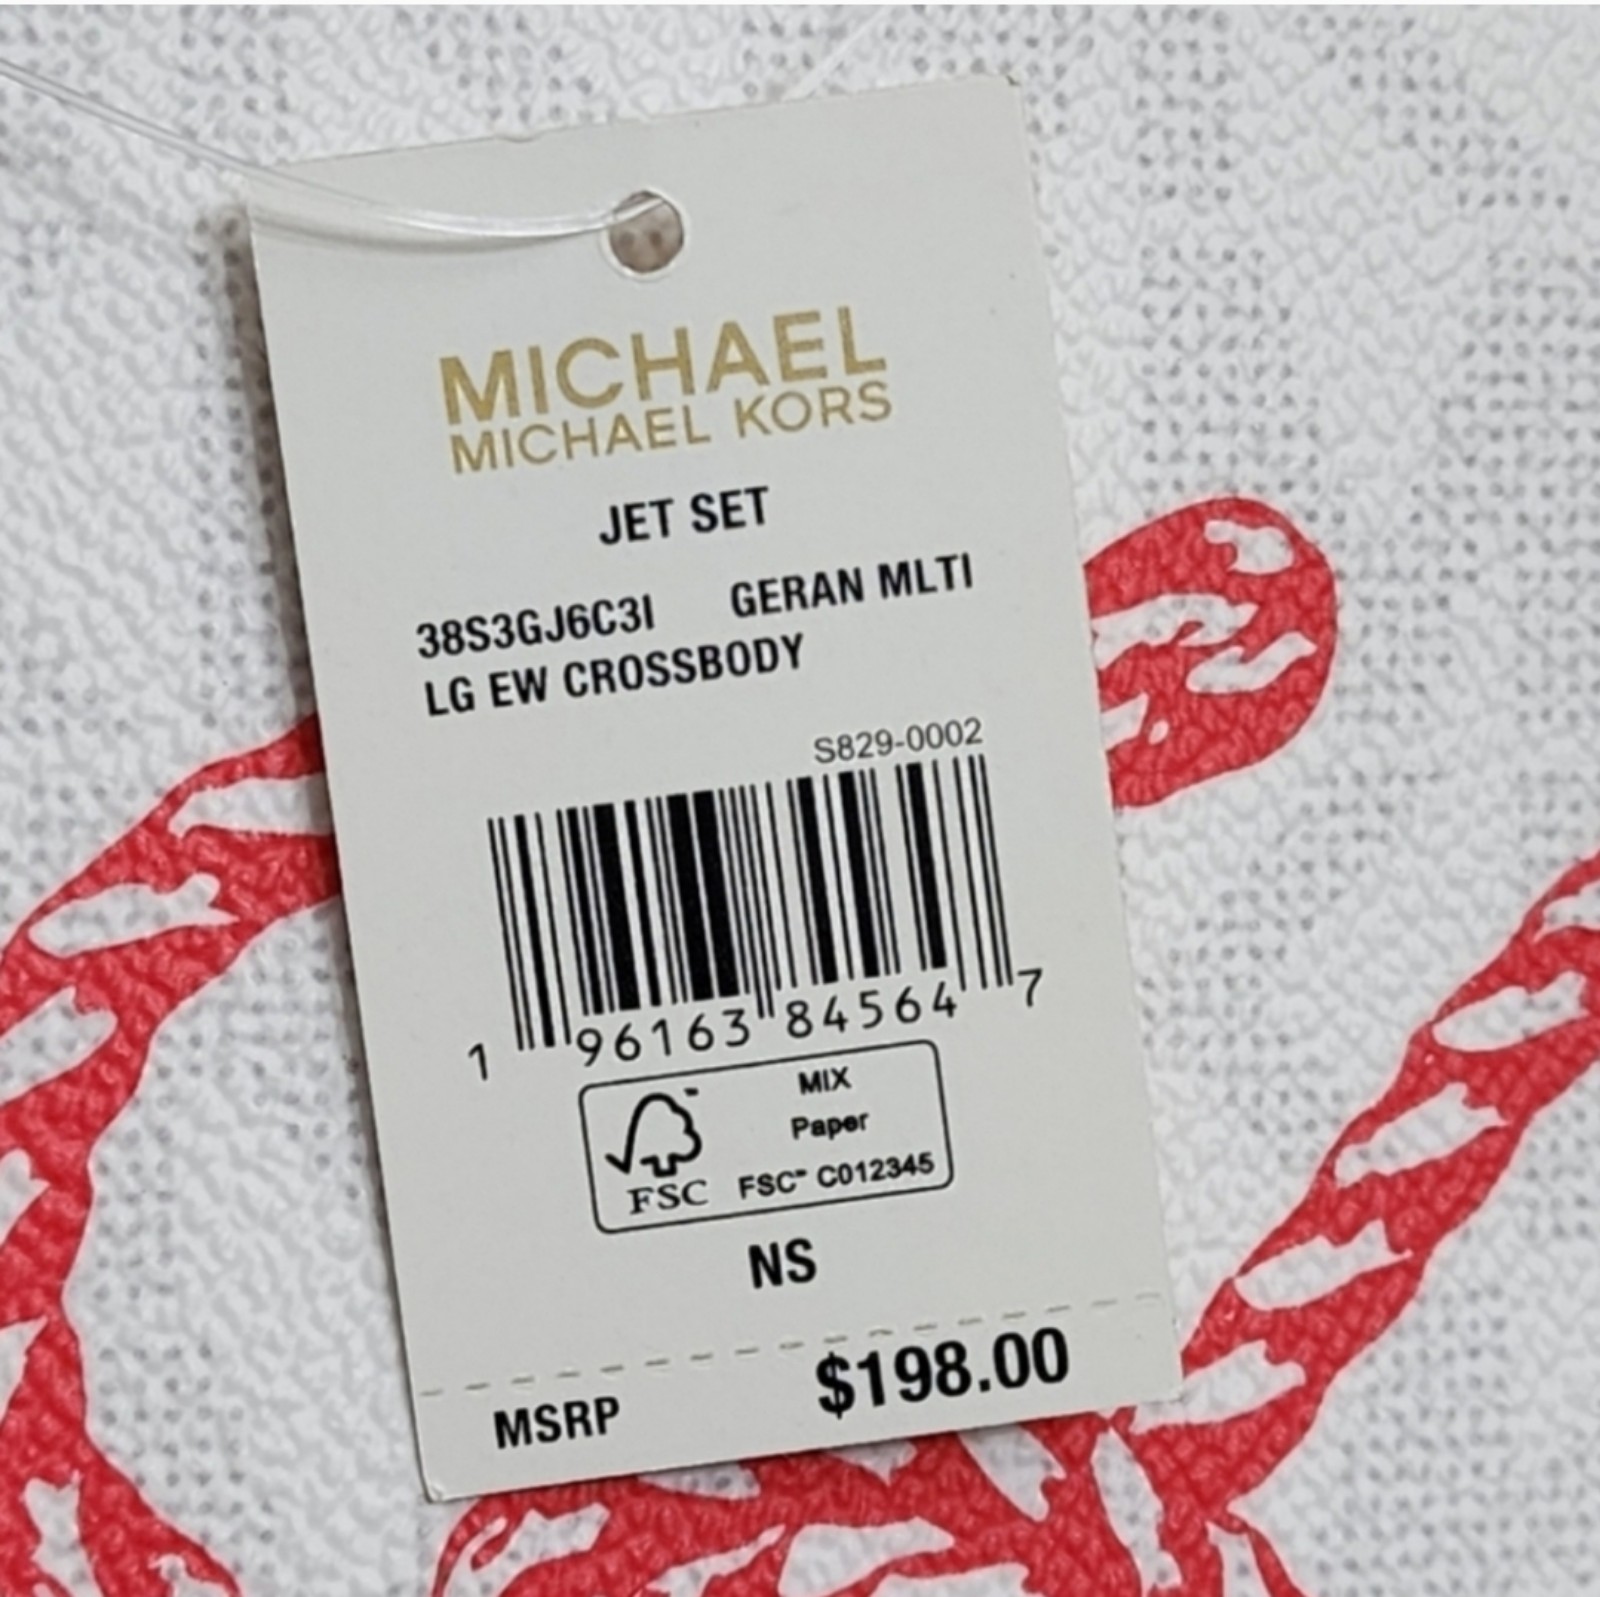 MICHAEL
MICHAEL KORS
JET SET
38S3GJ6C3I GERAN MLTI
LG EW CROSSBODY
S829-0002
1 96163 84564 7
MIX
Paper
FSC™ C012345
FSC
NS
MSRP $198.00